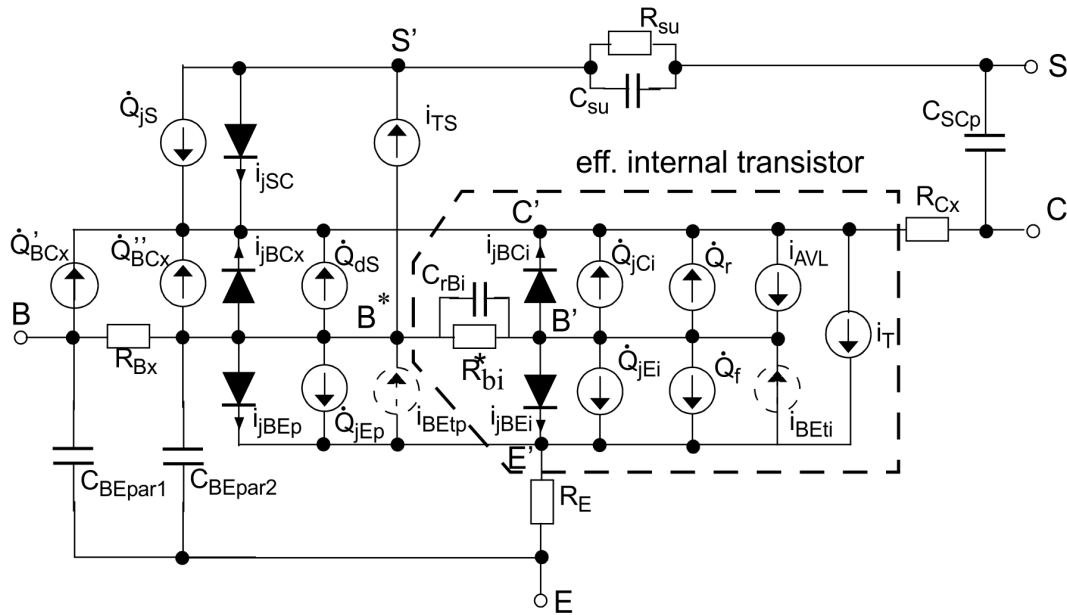 R_su
S'
S
Q̇_jS
C_su
i_TS
C_SCp
i_jSC
eff. internal transistor
R_Cx
C
C'
Q̇'_BCx
Q̇''_BCx
i_jBCx
Q̇_dS
i_jBCi
Q̇_jCi
Q̇_r
i_AVL
C_rBi
B
B*
B'
i_T
R_Bx
R*_bi
Q̇_jEi
Q̇_f
i_jBEp
Q̇_jEp
i_BEtp
i_jBEi
i_BEti
E'
C_BEpar1
C_BEpar2
R_E
E